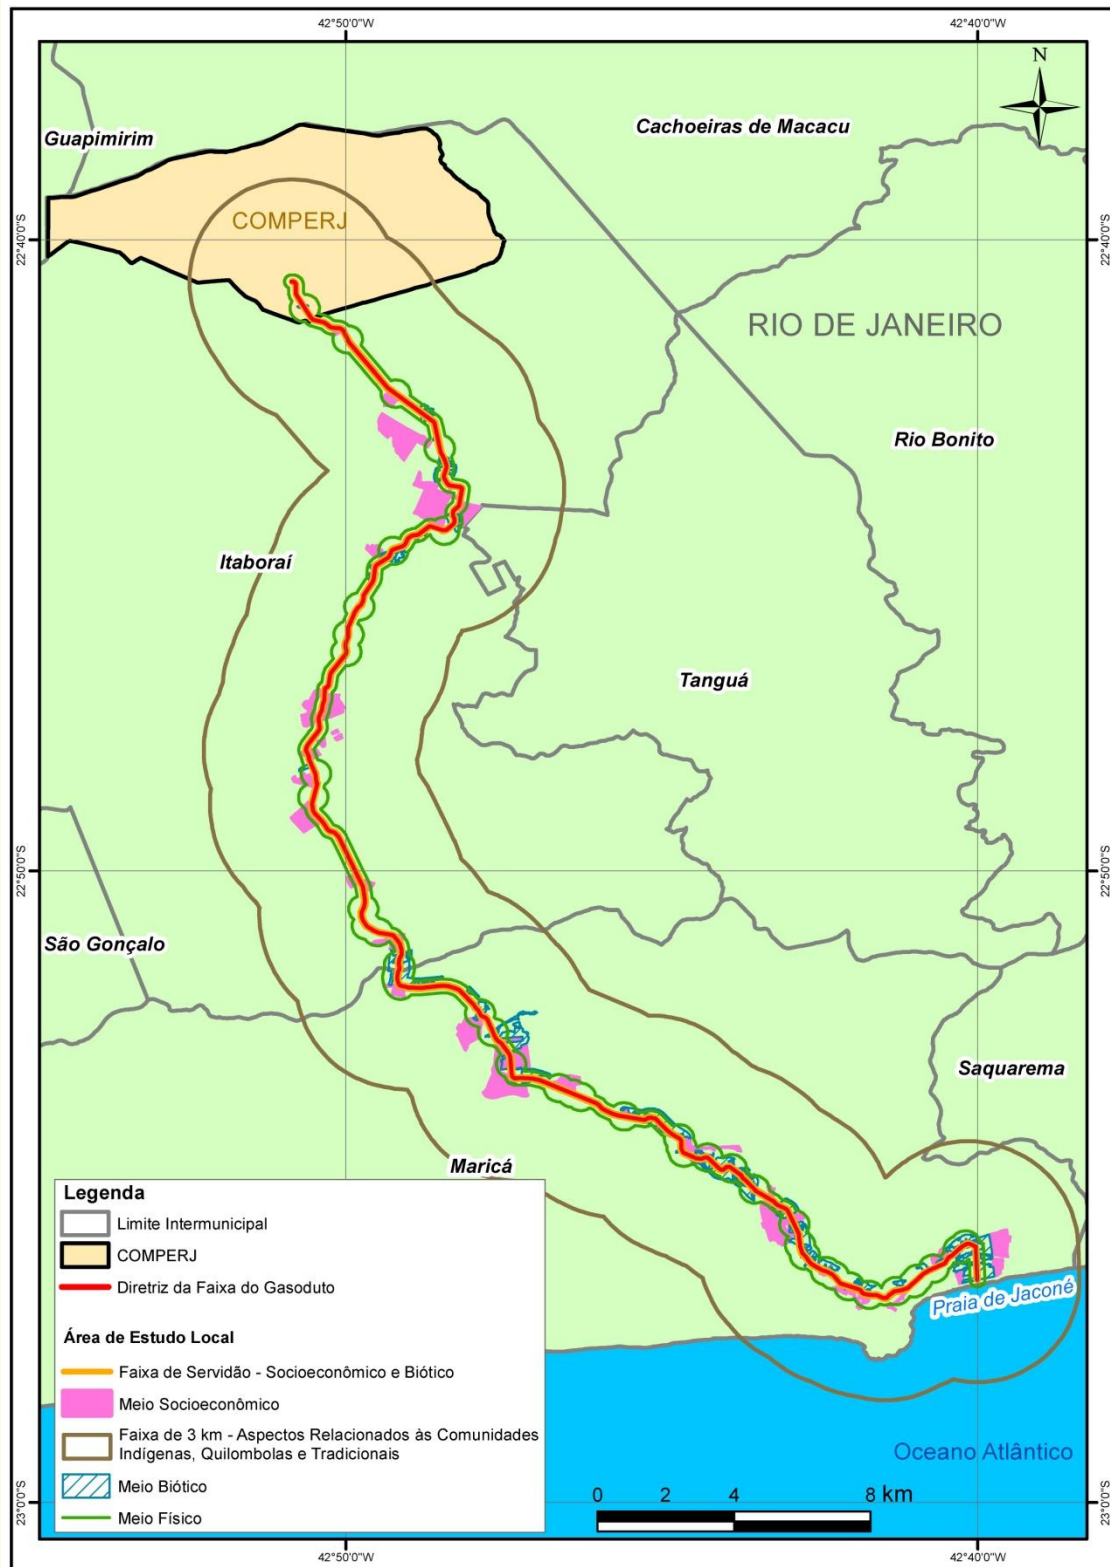 42°50'0"W
42°40'0"W
N
Guapimirim
Cachoeiras de Macacu
COMPERJ
22°40'0"S
22°40'0"S
RIO DE JANEIRO
Rio Bonito
Itaboraí
Tanguá
22°50'0"S
22°50'0"S
São Gonçalo
Saquarema
Maricá
Legenda
Limite Intermunicipal
COMPERJ
Diretriz da Faixa do Gasoduto
Área de Estudo Local
Faixa de Servidão - Socioeconômico e Biótico
Meio Socioeconômico
Faixa de 3 km - Aspectos Relacionados às Comunidades
Indígenas, Quilombolas e Tradicionais
Meio Biótico
Meio Físico
Praia de Jaconé
Oceano Atlântico
0 2 4 8 km
23°0'0"S
23°0'0"S
42°50'0"W
42°40'0"W